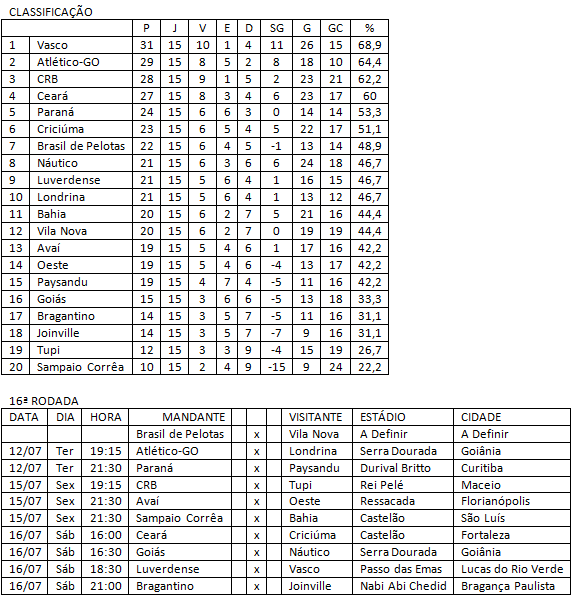 CLASSIFICAÇÃO
P J V E D SG G GC %
1 Vasco 31 15 10 1 4 11 26 15 68,9
2 Atlético-GO 29 15 8 5 2 8 18 10 64,4
3 CRB 28 15 9 1 5 2 23 21 62,2
4 Ceará 27 15 8 3 4 6 23 17 60
5 Paraná 24 15 6 6 3 0 14 14 53,3
6 Criciúma 23 15 6 5 4 5 22 17 51,1
7 Brasil de Pelotas 22 15 6 4 5 -1 13 14 48,9
8 Náutico 21 15 6 3 6 6 24 18 46,7
9 Luverdense 21 15 5 6 4 1 16 15 46,7
10 Londrina 21 15 5 6 4 1 13 12 46,7
11 Bahia 20 15 6 2 7 5 21 16 44,4
12 Vila Nova 20 15 6 2 7 0 19 19 44,4
13 Avaí 19 15 5 4 6 1 17 16 42,2
14 Oeste 19 15 5 4 6 -4 13 17 42,2
15 Paysandu 19 15 4 7 4 -5 11 16 42,2
16 Goiás 15 15 3 6 6 -5 13 18 33,3
17 Bragantino 14 15 3 5 7 -5 11 16 31,1
18 Joinville 14 15 3 5 7 -7 9 16 31,1
19 Tupi 12 15 3 3 9 -4 15 19 26,7
20 Sampaio Corrêa 10 15 2 4 9 -15 9 24 22,2
16ª RODADA
DATA DIA HORA MANDANTE VISITANTE ESTÁDIO CIDADE
Brasil de Pelotas x Vila Nova A Definir A Definir
12/07 Ter 19:15 Atlético-GO x Londrina Serra Dourada Goiânia
12/07 Ter 21:30 Paraná x Paysandu Durival Britto Curitiba
15/07 Sex 19:15 CRB x Tupi Rei Pelé Maceio
15/07 Sex 21:30 Avaí x Oeste Ressacada Florianópolis
15/07 Sex 21:30 Sampaio Corrêa x Bahia Castelão São Luís
16/07 Sáb 16:00 Ceará x Criciúma Castelão Fortaleza
16/07 Sáb 16:30 Goiás x Náutico Serra Dourada Goiânia
16/07 Sáb 18:30 Luverdense x Vasco Passo das Emas Lucas do Rio Verde
16/07 Sáb 21:00 Bragantino x Joinville Nabi Abi Chedid Bragança Paulista